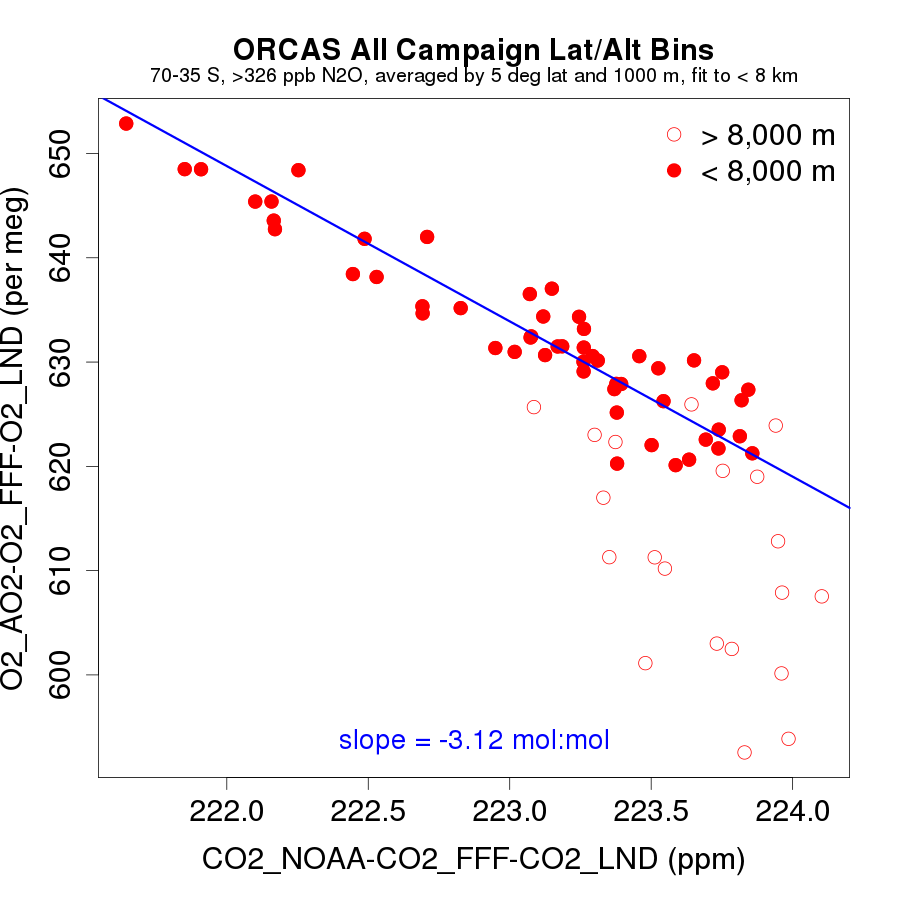 ORCAS All Campaign Lat/Alt Bins
70-35 S, >326 ppb N2O, averaged by 5 deg lat and 1000 m, fit to < 8 km
> 8,000 m
< 8,000 m
650
640
630
620
610
600
O2_AO2-O2_FFF-O2_LND (per meg)
slope = -3.12 mol:mol
222.0 222.5 223.0 223.5 224.0
CO2_NOAA-CO2_FFF-CO2_LND (ppm)